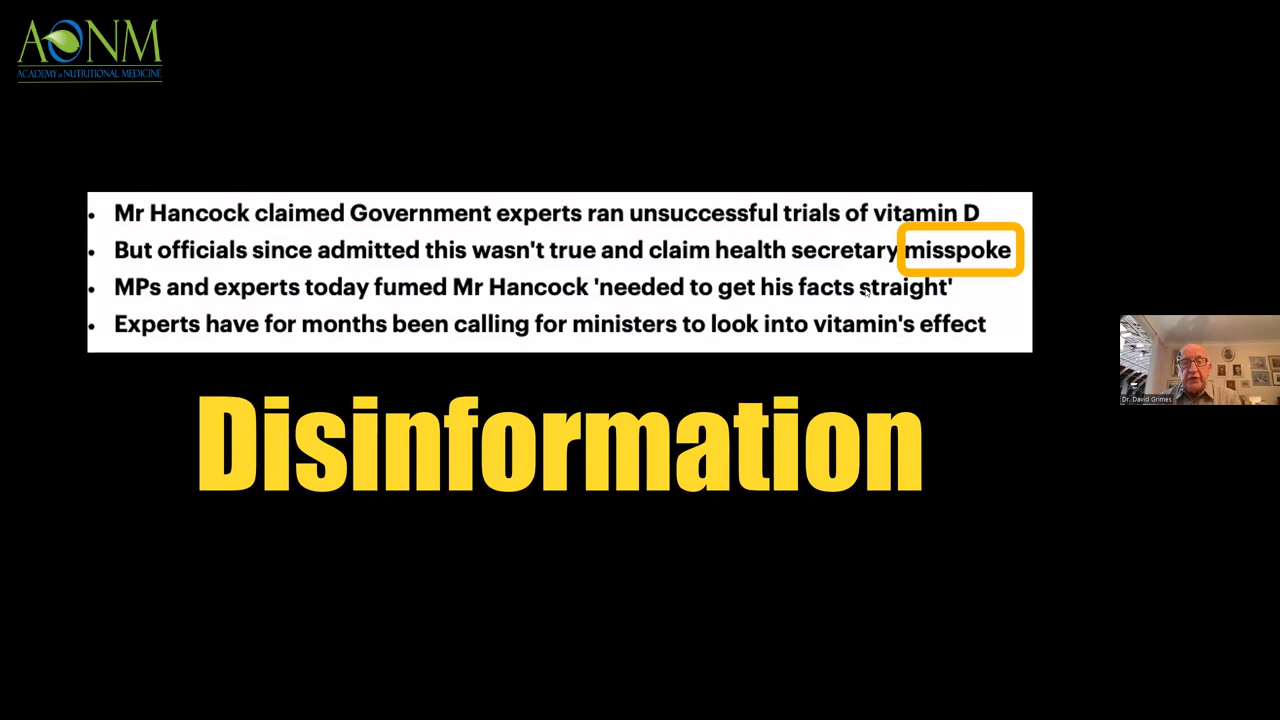 AONM
ACADEMY of NUTRITIONAL MEDICINE
• Mr Hancock claimed Government experts ran unsuccessful trials of vitamin D
• But officials since admitted this wasn't true and claim health secretary misspoke
• MPs and experts today fumed Mr Hancock 'needed to get his facts straight'
• Experts have for months been calling for ministers to look into vitamin's effect
Dr. David Grimes
Disinformation